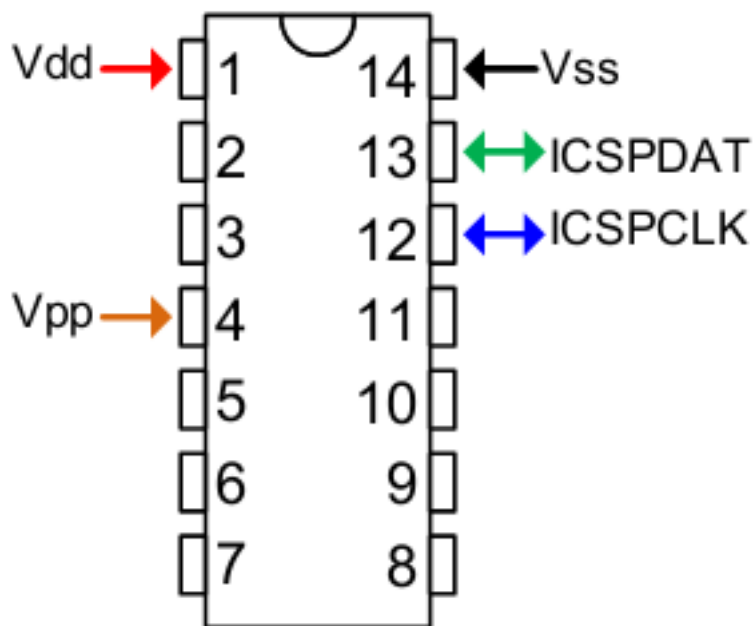 Vdd 1 14 Vss
2 13 ICSPDAT
3 12 ICSPCLK
Vpp 4 11
5 10
6 9
7 8